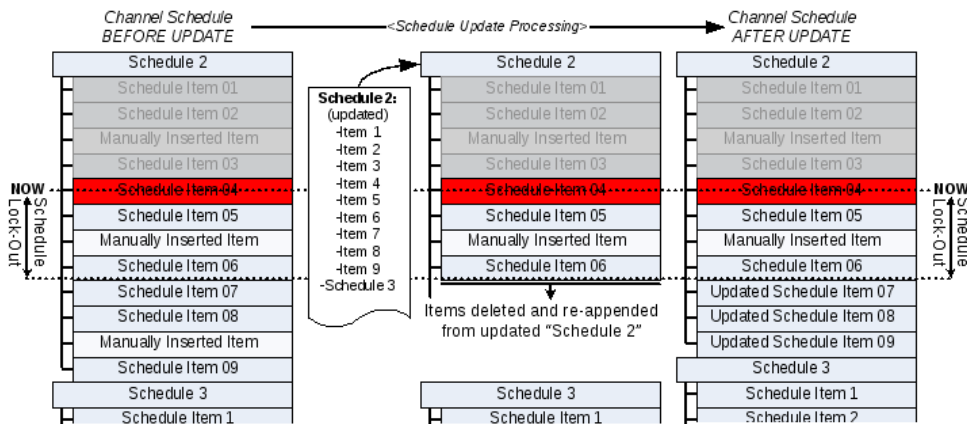 Channel Schedule
BEFORE UPDATE
<Schedule Update Processing>
Channel Schedule
AFTER UPDATE
Schedule 2
Schedule Item 01
Schedule Item 02
Manually Inserted Item
Schedule Item 03
Schedule Item 04
Schedule Item 05
Manually Inserted Item
Schedule Item 06
Schedule Item 07
Schedule Item 08
Manually Inserted Item
Schedule Item 09
Schedule 3
Schedule Item 1
NOW
Schedule
Lock-Out
Schedule 2:
(updated)
-Item 1
-Item 2
-Item 3
-Item 4
-Item 5
-Item 6
-Item 7
-Item 8
-Item 9
-Schedule 3
Schedule 2
Schedule Item 01
Schedule Item 02
Manually Inserted Item
Schedule Item 03
Schedule Item 04
Schedule Item 05
Manually Inserted Item
Schedule Item 06
Items deleted and re-appended
from updated “Schedule 2”
Schedule 3
Schedule Item 1
Schedule 2
Schedule Item 01
Schedule Item 02
Manually Inserted Item
Schedule Item 03
Schedule Item 04
Schedule Item 05
Manually Inserted Item
Schedule Item 06
Updated Schedule Item 07
Updated Schedule Item 08
Updated Schedule Item 09
Schedule 3
Schedule Item 1
Schedule Item 2
NOW
Schedule
Lock-Out